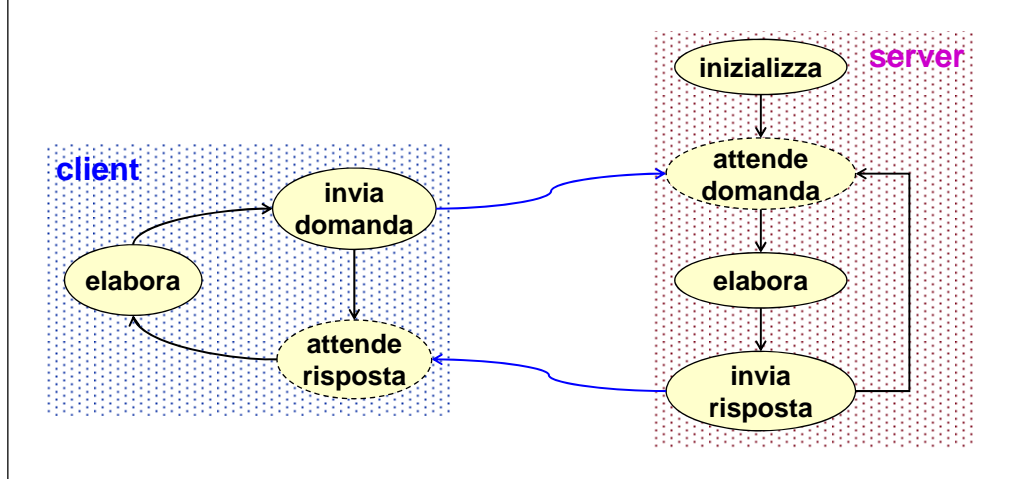 client
invia
domanda
elabora
attende
risposta
server
inizializza
attende
domanda
elabora
invia
risposta